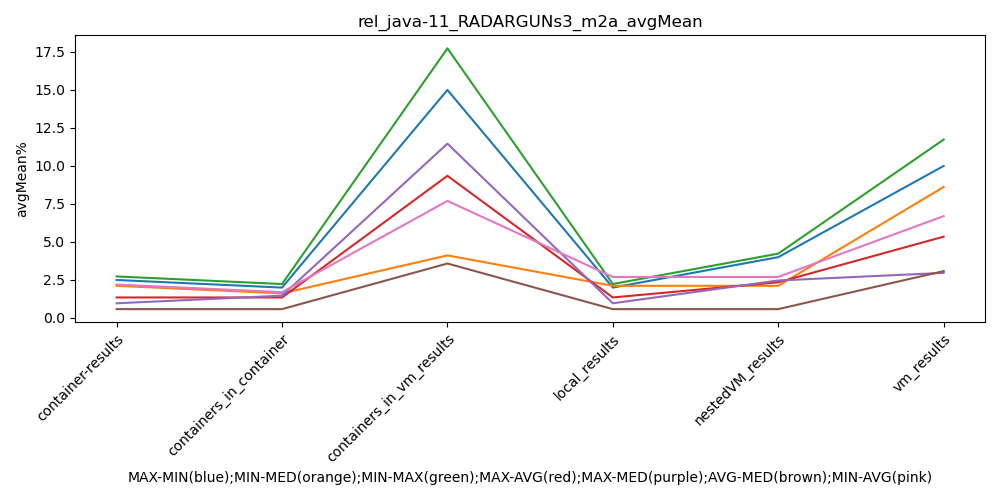 rel_java-11_RADARGUNs3_m2a_avgMean
avgMean%
17.5
15.0
12.5
10.0
7.5
5.0
2.5
0.0
container-results
containers_in_container
containers_in_vm_results
local_results
nestedVM_results
vm_results
MAX-MIN(blue);MIN-MED(orange);MIN-MAX(green);MAX-AVG(red);MAX-MED(purple);AVG-MED(brown);MIN-AVG(pink)